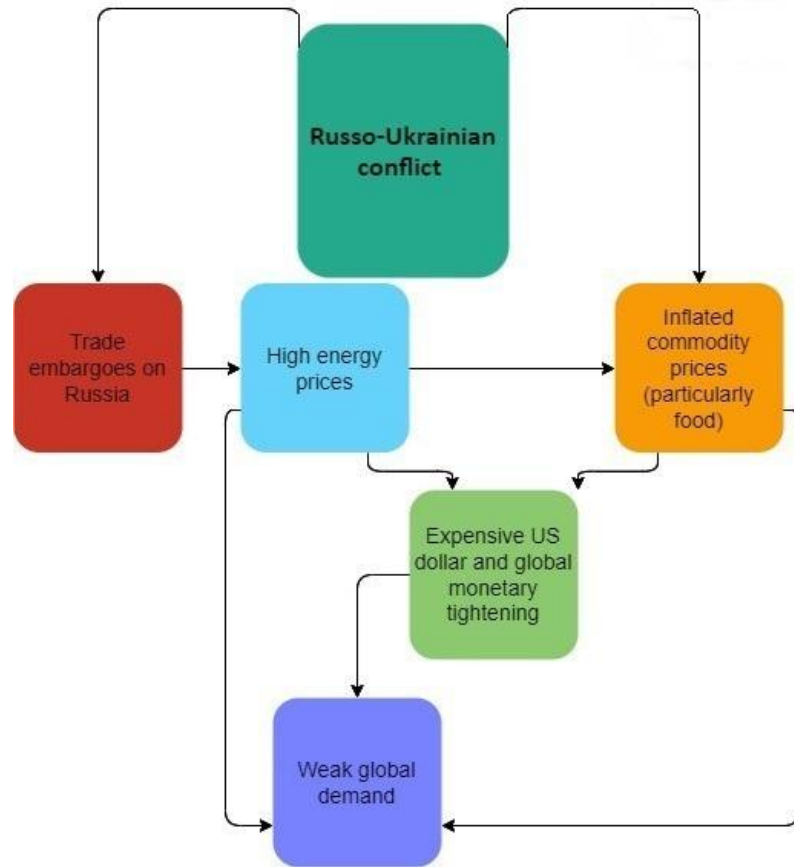 Russo-Ukrainian
conflict
Trade
embargoes on
Russia
High energy
prices
Inflated
commodity
prices
(particularly
food)
Expensive US
dollar and global
monetary
tightening
Weak global
demand